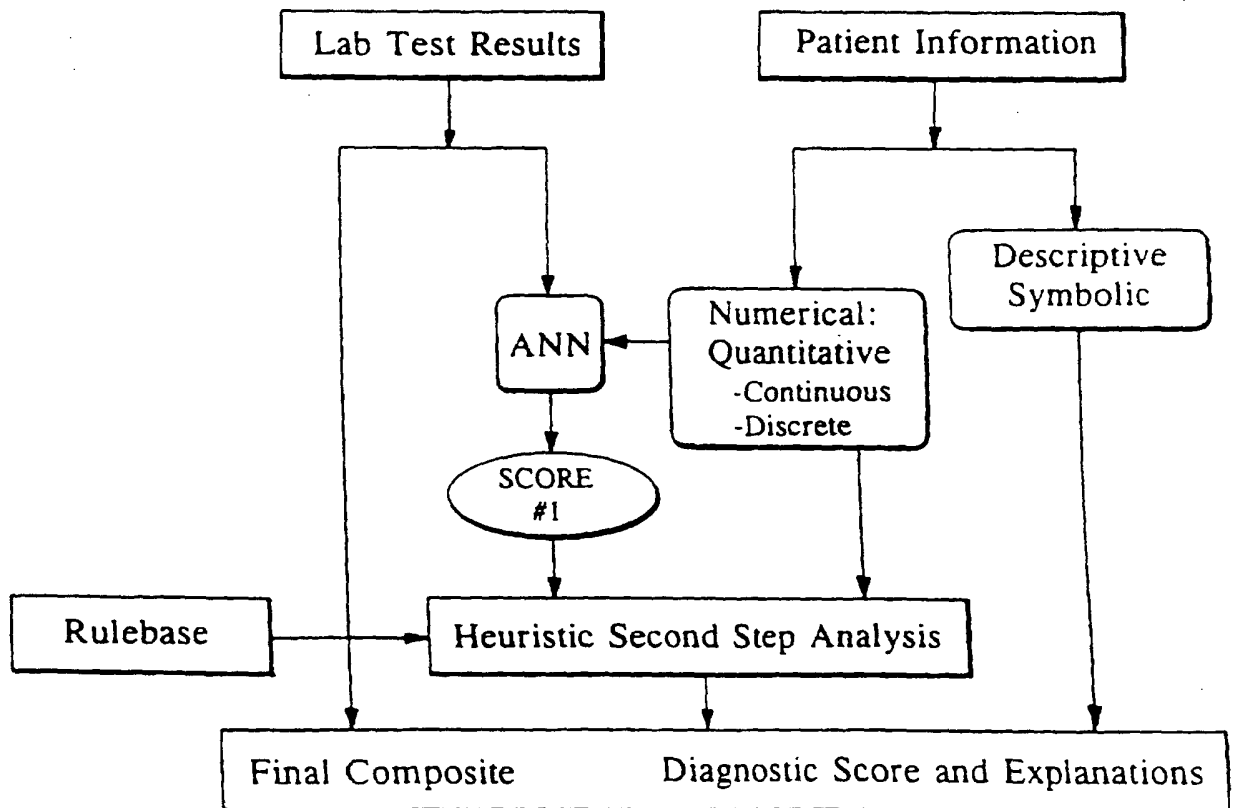 Lab Test Results
Patient Information
Descriptive
Symbolic
Numerical:
Quantitative
-Continuous
-Discrete
ANN
SCORE
#1
Rulebase
Heuristic Second Step Analysis
Final Composite Diagnostic Score and Explanations